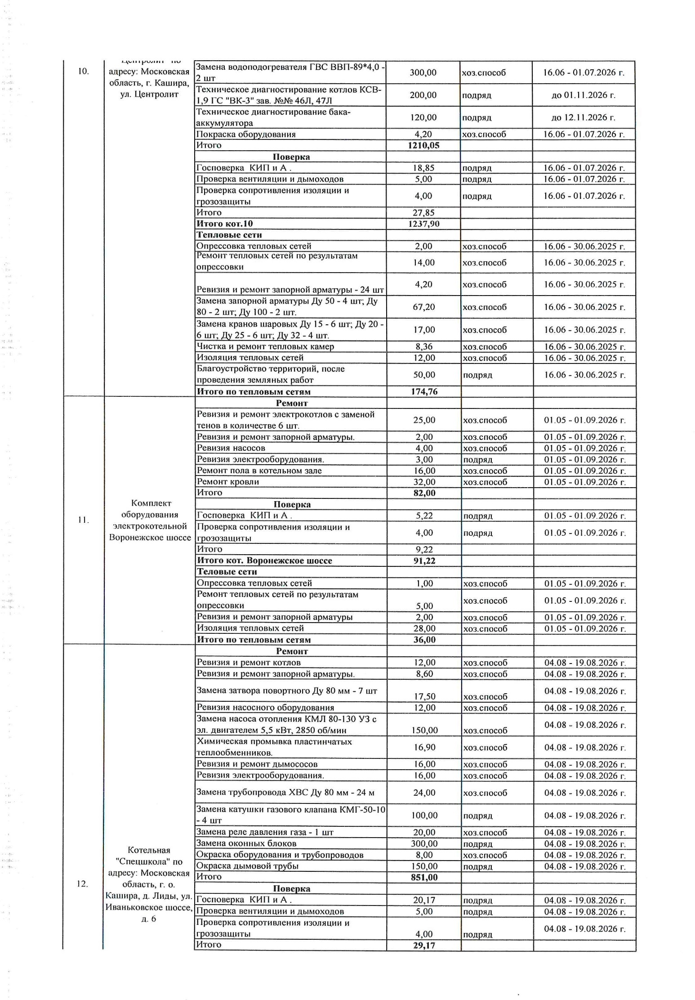 10.
Центролит" по
адресу: Московская
область, г. Кашира,
ул. Центролит
Замена водоподогревателя ГВС ВВП-89*4,0 -
2 шт
300,00 хоз.способ 16.06 - 01.07.2026 г.
Техническое диагностирование котлов КСВ-
1,9 ГС "ВК-3" зав. №№ 46Л, 47Л
200,00 подряд до 01.11.2026 г.
Техническое диагностирование бака-
аккумулятора
120,00 подряд до 12.11.2026 г.
Покраска оборудования 4,20 хоз.способ 16.06 - 01.07.2026 г.
Итого 1210,05
Поверка
Госповерка КИП и А . 18,85 подряд 16.06 - 01.07.2026 г.
Проверка вентиляции и дымоходов 5,00 подряд 16.06 - 01.07.2026 г.
Проверка сопротивления изоляции и
грозозащиты
4,00 подряд 16.06 - 01.07.2026 г.
Итого 27,85
Итого кот.10 1237,90
Тепловые сети
Опрессовка тепловых сетей 2,00 хоз.способ 16.06 - 30.06.2025 г.
Ремонт тепловых сетей по результатам
опрессовки
14,00 хоз.способ 16.06 - 30.06.2025 г.
Ревизия и ремонт запорной арматуры - 24 шт 4,20 хоз.способ 16.06 - 30.06.2025 г.
Замена запорной арматуры Ду 50 - 4 шт; Ду
80 - 2 шт; Ду 100 - 2 шт.
67,20 хоз.способ 16.06 - 30.06.2025 г.
Замена кранов шаровых Ду 15 - 6 шт; Ду 20 -
6 шт; Ду 25 - 6 шт; Ду 32 - 4 шт.
17,00 хоз.способ 16.06 - 30.06.2025 г.
Чистка и ремонт тепловых камер 8,36 хоз.способ 16.06 - 30.06.2025 г.
Изоляция тепловых сетей 12,00 хоз.способ 16.06 - 30.06.2025 г.
Благоустройство территорий, после
проведения земляных работ
50,00 подряд 16.06 - 30.06.2025 г.
Итого по тепловым сетям 174,76
11.
Комплект
оборудования
электрокотельной
Воронежское шоссе
Ремонт
Ревизия и ремонт электрокотлов с заменой
тенов в количестве 6 шт.
25,00 хоз.способ 01.05 - 01.09.2026 г.
Ревизия и ремонт запорной арматуры. 2,00 хоз.способ 01.05 - 01.09.2026 г.
Ревизия насосов 4,00 хоз.способ 01.05 - 01.09.2026 г.
Ревизия электрооборудования. 3,00 подряд 01.05 - 01.09.2026 г.
Ремонт пола в котельном зале 16,00 хоз.способ 01.05 - 01.09.2026 г.
Ремонт кровли 32,00 хоз.способ 01.05 - 01.09.2026 г.
Итого 82,00
Поверка
Госповерка КИП и А . 5,22 подряд 01.05 - 01.09.2026 г.
Проверка сопротивления изоляции и
грозозащиты
4,00 подряд 01.05 - 01.09.2026 г.
Итого 9,22
Итого кот. Воронежское шоссе 91,22
Теловые сети
Опрессовка тепловых сетей 1,00 хоз.способ 01.05 - 01.09.2026 г.
Ремонт тепловых сетей по результатам
опрессовки
5,00 хоз.способ 01.05 - 01.09.2026 г.
Ревизия и ремонт запорной арматуры 2,00 хоз.способ 01.05 - 01.09.2026 г.
Изоляция тепловых сетей 28,00 хоз.способ 01.05 - 01.09.2026 г.
Итого по тепловым сетям 36,00
12.
Котельная
"Спецшкола" по
адресу: Московская
область, г. о.
Кашира, д. Лиды, ул.
Иваньковское шоссе,
д. 6
Ремонт
Ревизия и ремонт котлов 12,00 хоз.способ 04.08 - 19.08.2026 г.
Ревизия и ремонт запорной арматуры. 8,60 хоз.способ 04.08 - 19.08.2026 г.
Замена затвора повортного Ду 80 мм - 7 шт 17,50 хоз.способ 04.08 - 19.08.2026 г.
Ревизия насосного оборудования 12,00 хоз.способ 04.08 - 19.08.2026 г.
Замена насоса отопления КМЛ 80-130 УЗ с
эл. двигателем 5,5 кВт, 2850 об/мин
150,00 хоз.способ 04.08 - 19.08.2026 г.
Химическая промывка пластинчатых
теплообменников.
16,90 хоз.способ 04.08 - 19.08.2026 г.
Ревизия и ремонт дымососов 16,00 хоз.способ 04.08 - 19.08.2026 г.
Ревизия электрооборудования. 16,00 хоз.способ 04.08 - 19.08.2026 г.
Замена трубопровода ХВС Ду 80 мм - 24 м 24,00 хоз.способ 04.08 - 19.08.2026 г.
Замена катушки газового клапана КМГ-50-10
- 4 шт
100,00 подряд 04.08 - 19.08.2026 г.
Замена реле давления газа - 1 шт 20,00 хоз.способ 04.08 - 19.08.2026 г.
Замена оконных блоков 300,00 подряд 04.08 - 19.08.2026 г.
Окраска оборудования и трубопроводов 8,00 хоз.способ 04.08 - 19.08.2026 г.
Окраска дымовой трубы 150,00 подряд 04.08 - 19.08.2026 г.
Итого 851,00
Поверка
Госповерка КИП и А . 20,17 подряд 04.08 - 19.08.2026 г.
Проверка вентиляции и дымоходов 5,00 подряд 04.08 - 19.08.2026 г.
Проверка сопротивления изоляции и
грозозащиты
4,00 подряд 04.08 - 19.08.2026 г.
Итого 29,17